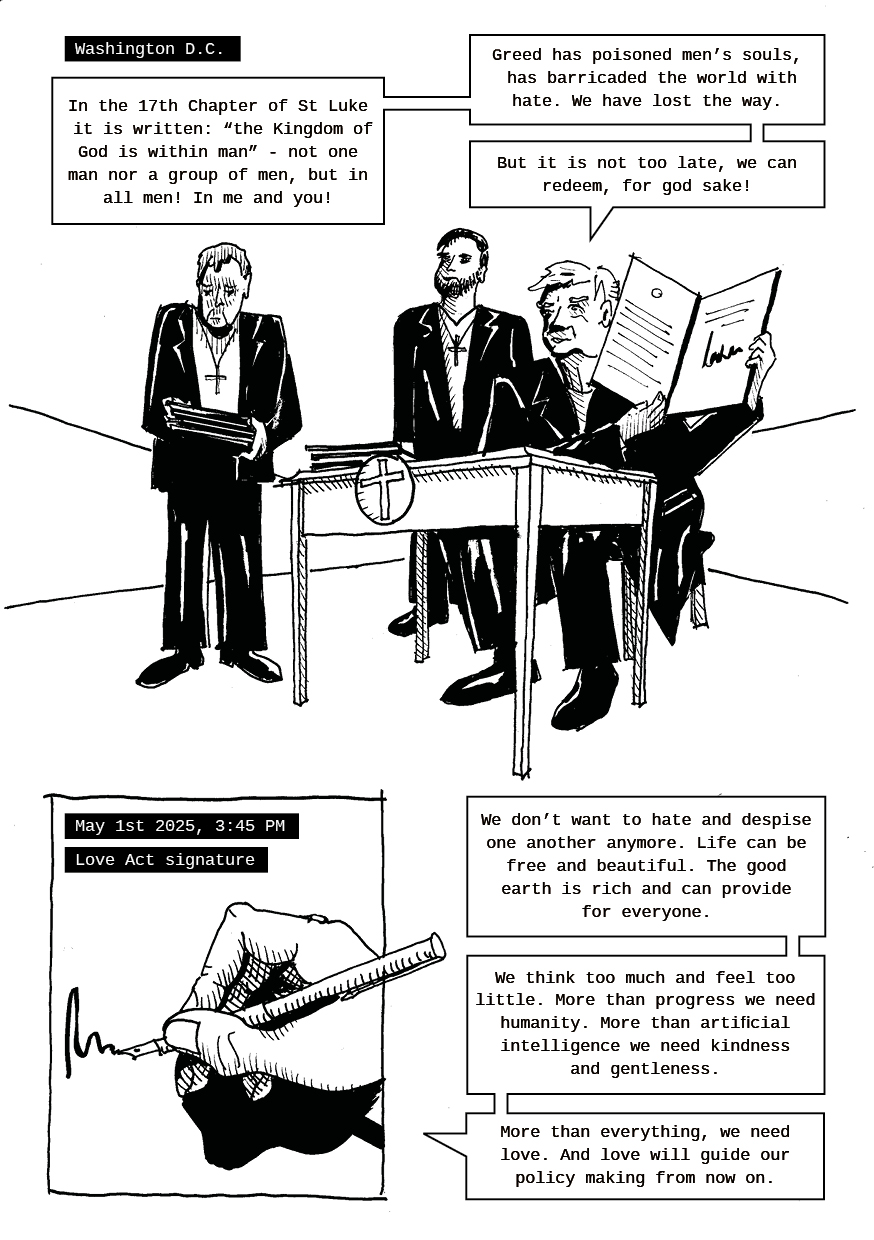 Washington D.C.
In the 17th Chapter of St Luke
it is written: “the Kingdom of
God is within man” - not one
man nor a group of men, but in
all men! In me and you!
Greed has poisoned men’s souls,
has barricaded the world with
hate. We have lost the way.
But it is not too late, we can
redeem, for god sake!
May 1st 2025, 3:45 PM
Love Act signature
We don’t want to hate and despise
one another anymore. Life can be
free and beautiful. The good
earth is rich and can provide
for everyone.
We think too much and feel too
little. More than progress we need
humanity. More than artificial
intelligence we need kindness
and gentleness.
More than everything, we need
love. And love will guide our
policy making from now on.